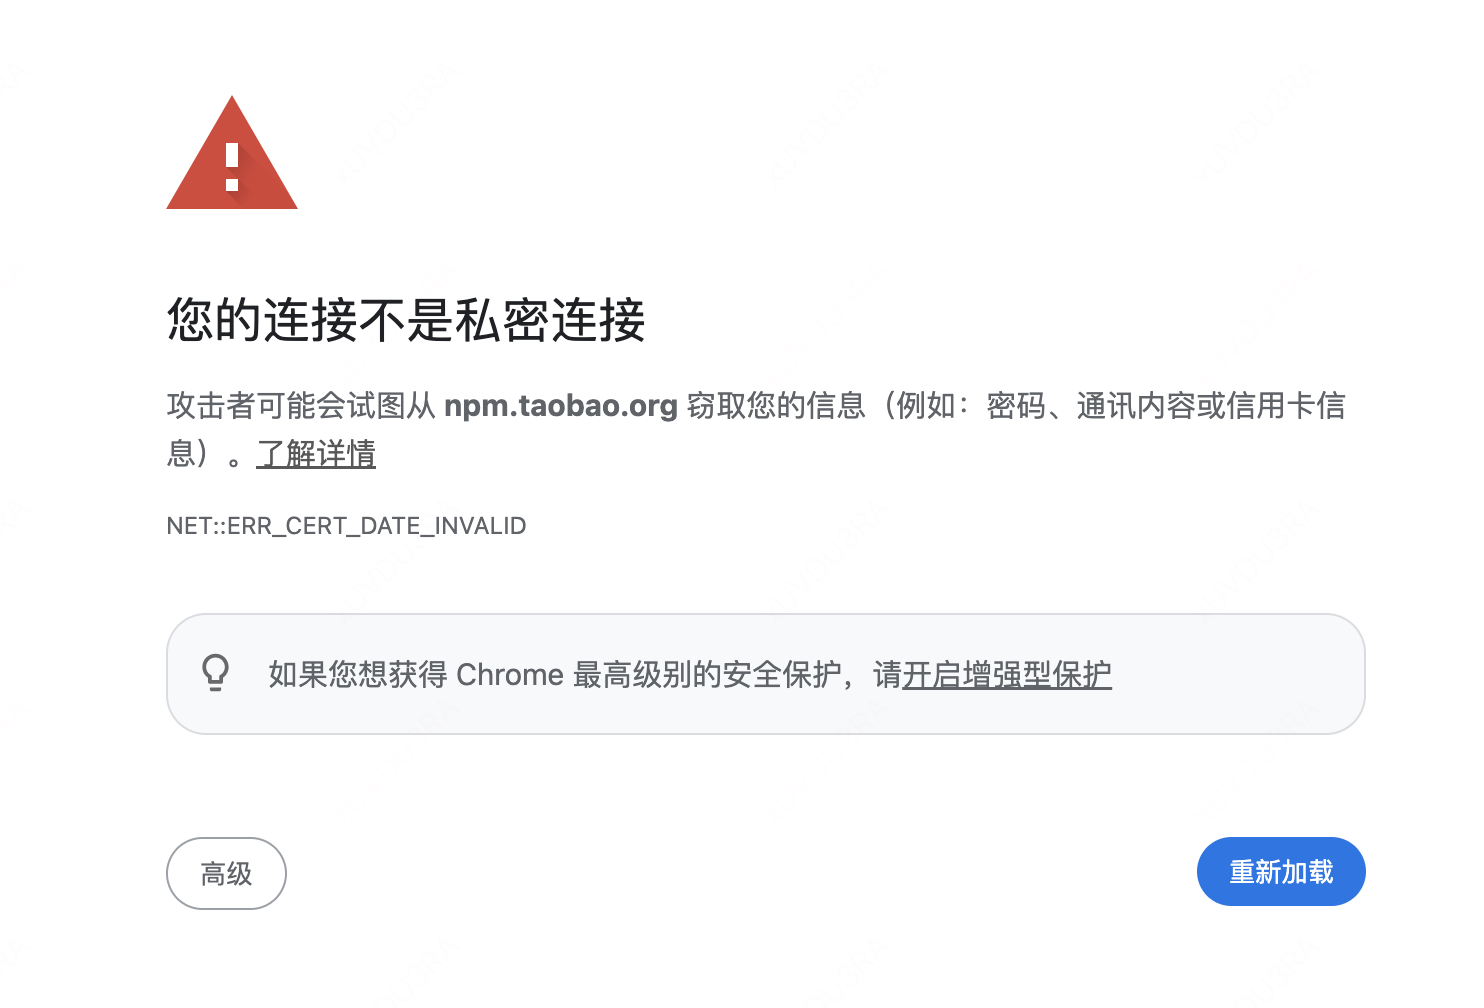 您的连接不是私密连接
攻击者可能会试图从 npm.taobao.org 窃取您的信息（例如：密码、通讯内容或信用卡信
息）。了解详情
NET::ERR_CERT_DATE_INVALID
如果您想获得 Chrome 最高级别的安全保护，请开启增强型保护
高级
重新加载